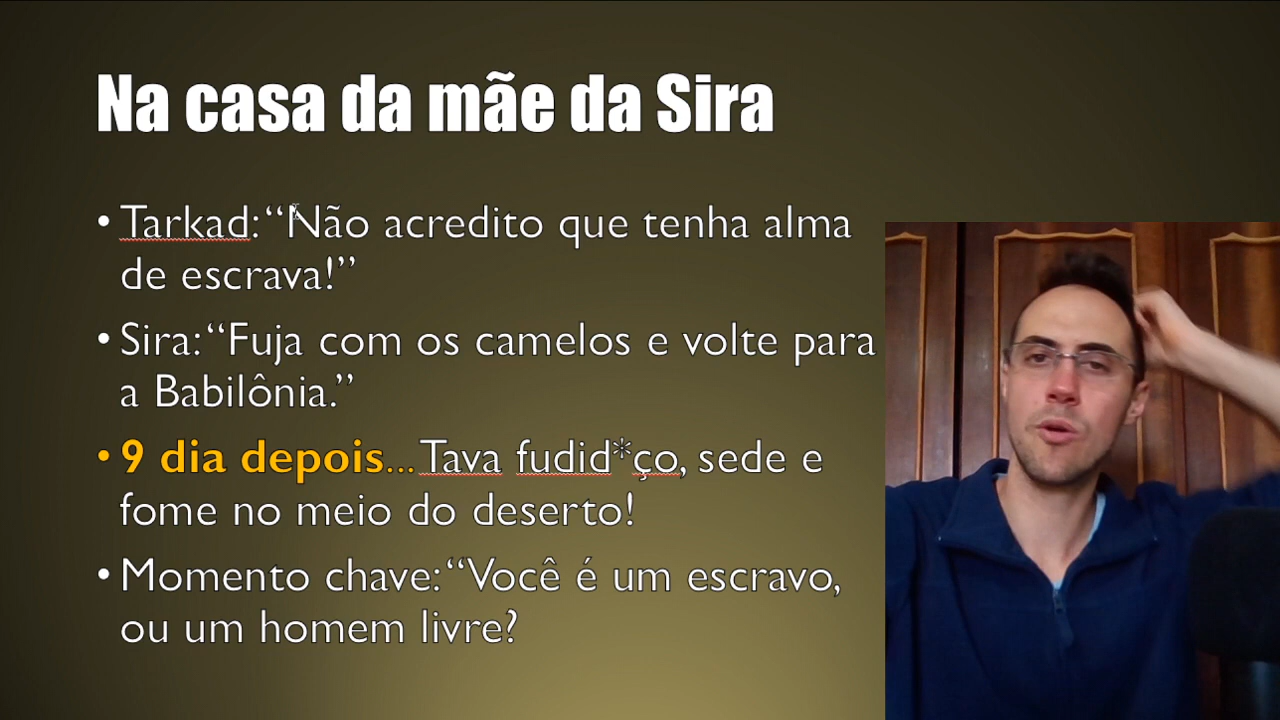 Na casa da mãe da Sira
• Tarkad: “Não acredito que tenha alma
de escrava!”
• Sira: “Fuja com os camelos e volte para
a Babilônia.”
• 9 dia depois... Tava fudid*ço, sede e
fome no meio do deserto!
• Momento chave: “Você é um escravo,
ou um homem livre?